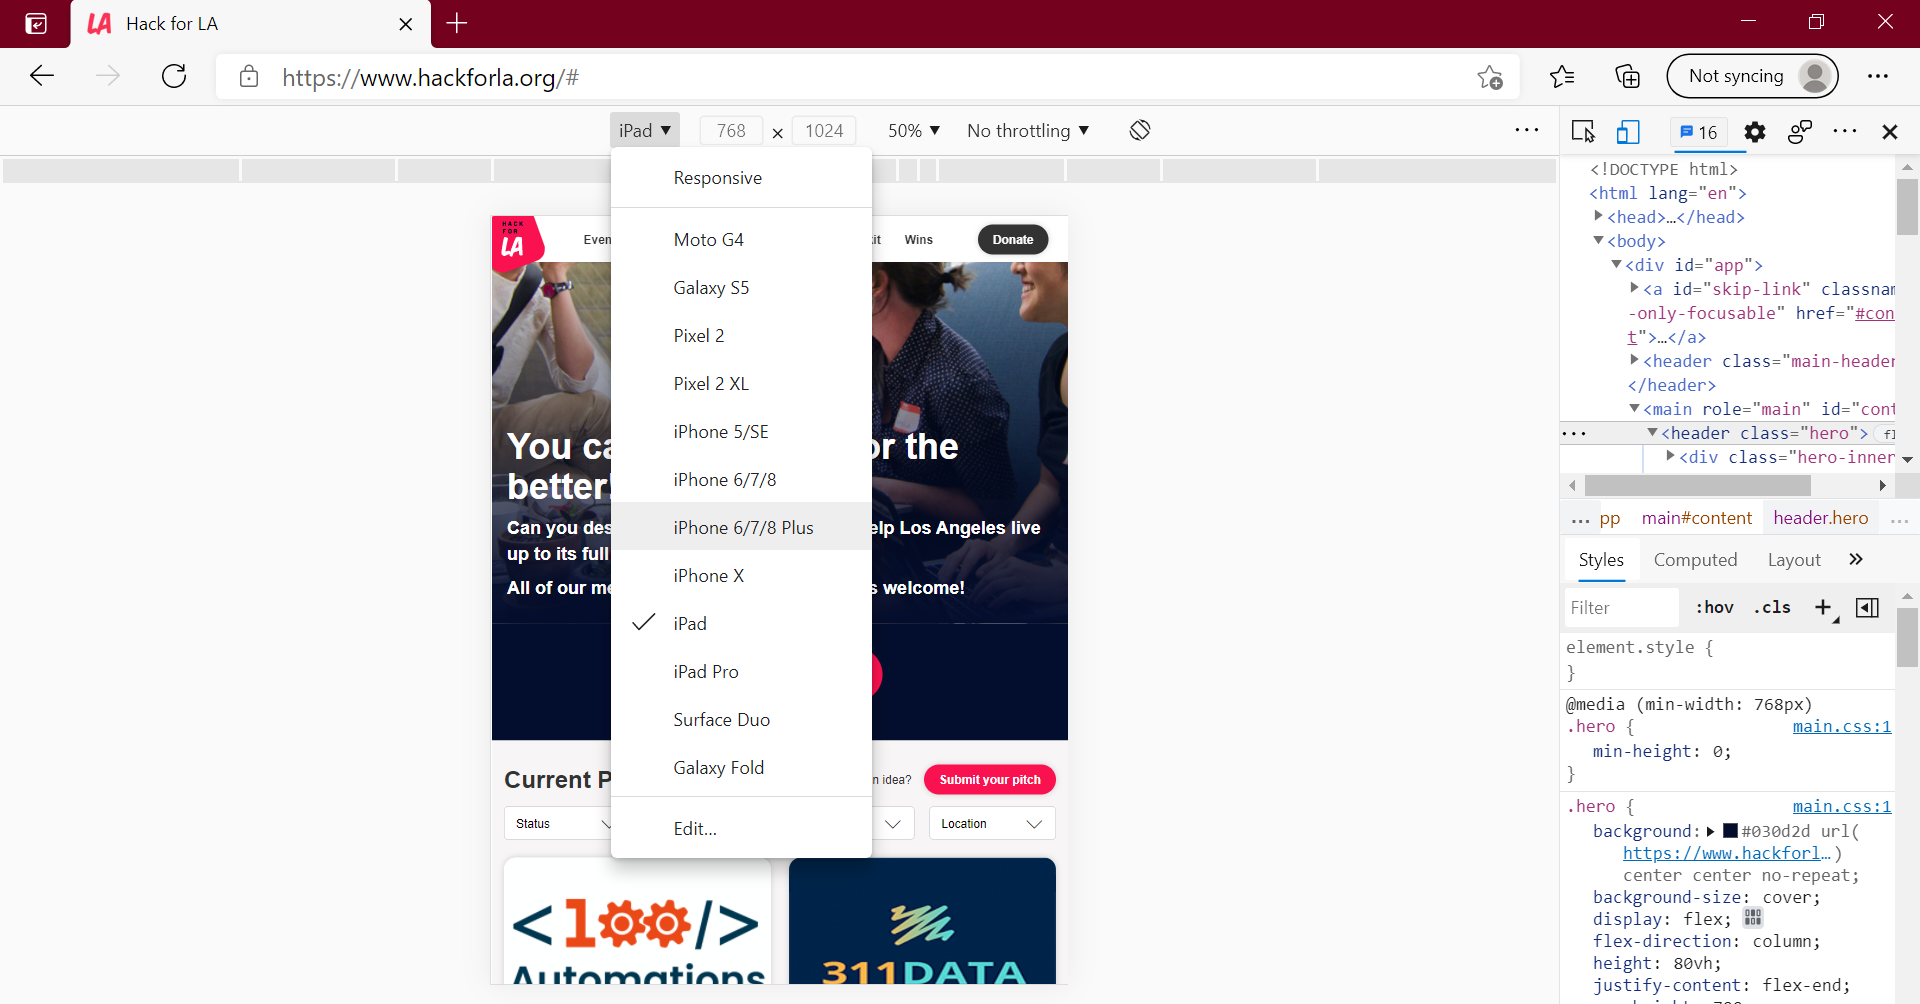 Hack for LA
https://www.hackforla.org/#
Not syncing
iPad
768
×
1024
50%
No throttling
16
Responsive
Moto G4
Galaxy S5
Pixel 2
Pixel 2 XL
iPhone 5/SE
iPhone 6/7/8
iPhone 6/7/8 Plus
iPhone X
iPad
iPad Pro
Surface Duo
Galaxy Fold
Edit...
HACK
FOR
LA
Even
kit
Wins
Donate
You ca
or the
better!
Can you des
elp Los Angeles live
up to its full
All of our me
s welcome!
Current P
n idea?
Submit your pitch
Status
Location
<100/>
Automations
311DATA
<!DOCTYPE html>
<html lang="en">
<head>…</head>
<body>
<div id="app">
<a id="skip-link" classnam
-only-focusable" href="#con
t">…</a>
<header class="main-header
</header>
<main role="main" id="cont
<header class="hero">
fl
<div class="hero-inner
... pp main#content header.hero ...
Styles
Computed
Layout
Filter
:hov
.cls
element.style {
}
@media (min-width: 768px)
.hero {
main.css:1
min-height: 0;
}
.hero {
main.css:1
background: #030d2d url(
https://www.hackforl…)
center center no-repeat;
background-size: cover;
display: flex;
flex-direction: column;
height: 80vh;
justify-content: flex-end;